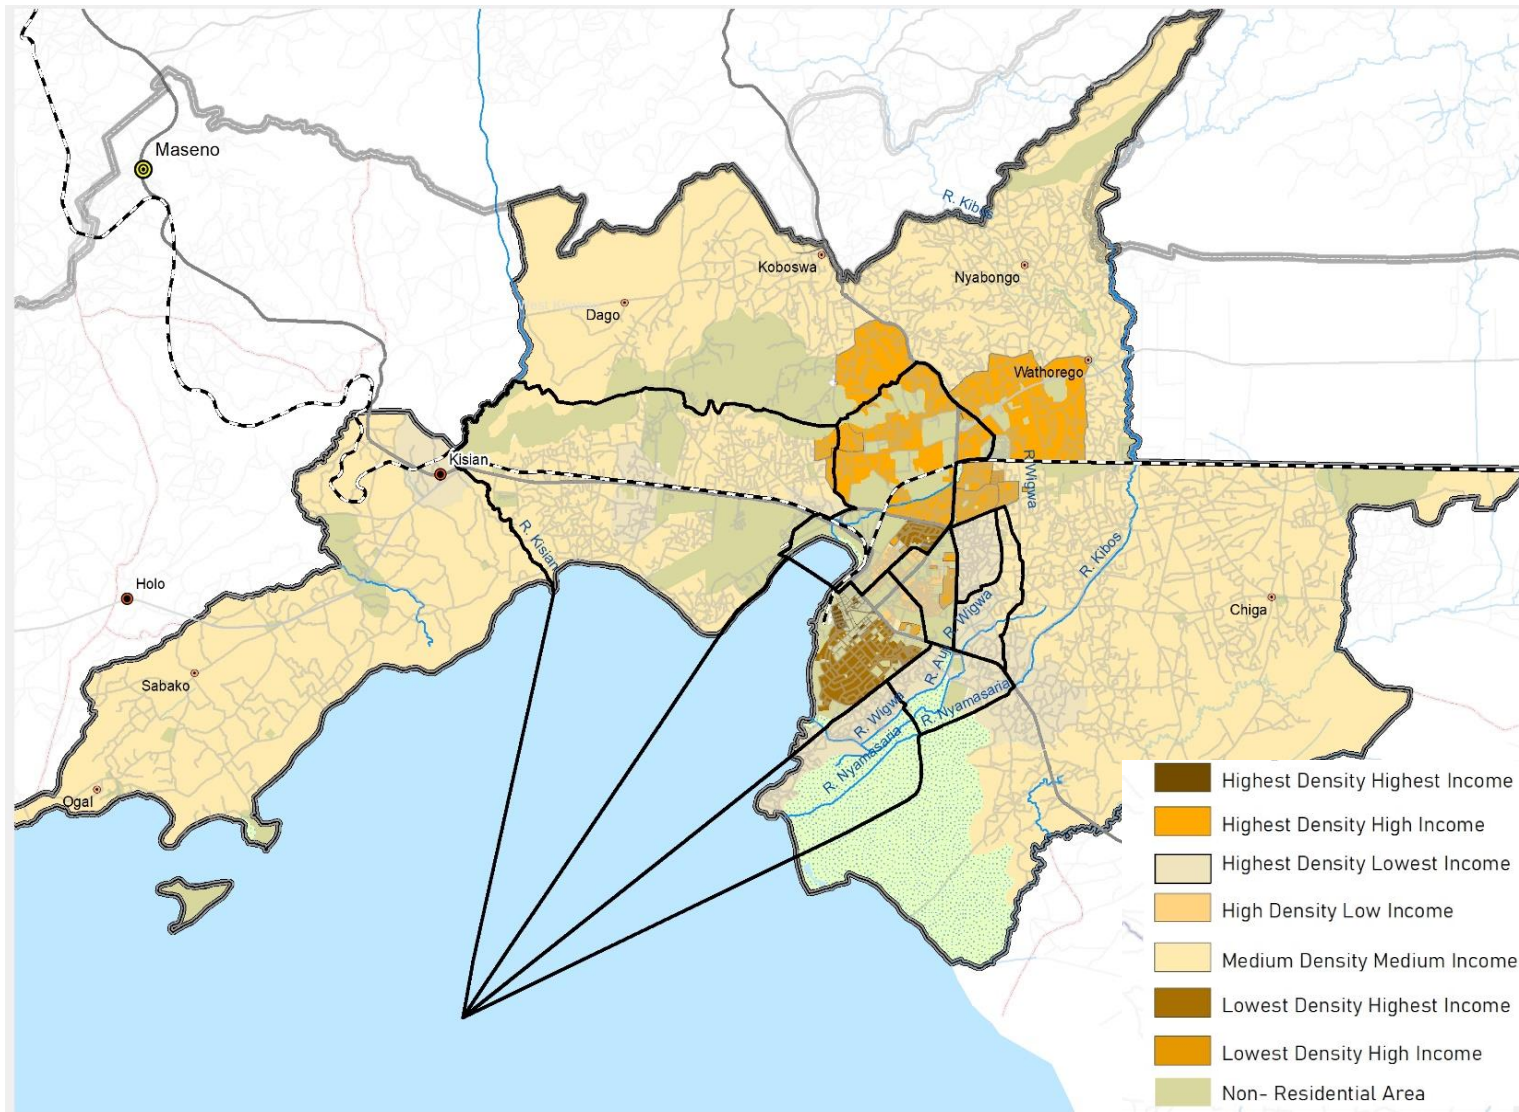 Maseno
R. Kibos
Koboswa
Nyabongo
Dago
Wathorego
Kisian
R.Wigwa
R. Kisian
R. Kibos
Holo
Chiga
R. Wigwa
Sabako
R. Auji
R. Wigwa
R. Nyamasaria
R. Nyamasaria
Ogal
Highest Density Highest Income
Highest Density High Income
Highest Density Lowest Income
High Density Low Income
Medium Density Medium Income
Lowest Density Highest Income
Lowest Density High Income
Non- Residential Area